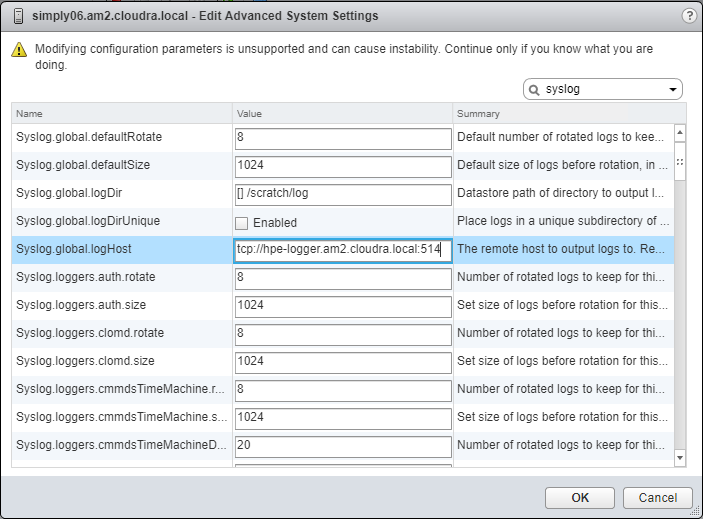 simply06.am2.cloudra.local - Edit Advanced System Settings
?
Modifying configuration parameters is unsupported and can cause instability. Continue only if you know what you are
doing.
syslog
Name Value Summary
Syslog.global.defaultRotate 8 Default number of rotated logs to kee...
Syslog.global.defaultSize 1024 Default size of logs before rotation, in ...
Syslog.global.logDir [] /scratch/log Datastore path of directory to output l...
Syslog.global.logDirUnique Enabled Place logs in a unique subdirectory of ...
Syslog.global.logHost tcp://hpe-logger.am2.cloudra.local:514 The remote host to output logs to. Re...
Syslog.loggers.auth.rotate 8 Number of rotated logs to keep for this...
Syslog.loggers.auth.size 1024 Set size of logs before rotation for this...
Syslog.loggers.clomd.rotate 8 Number of rotated logs to keep for this...
Syslog.loggers.clomd.size 1024 Set size of logs before rotation for this...
Syslog.loggers.cmmdsTimeMachine.r... 8 Number of rotated logs to keep for this...
Syslog.loggers.cmmdsTimeMachine.s... 1024 Set size of logs before rotation for this...
Syslog.loggers.cmmdsTimeMachineD... 20 Number of rotated logs to keep for this...
OK Cancel